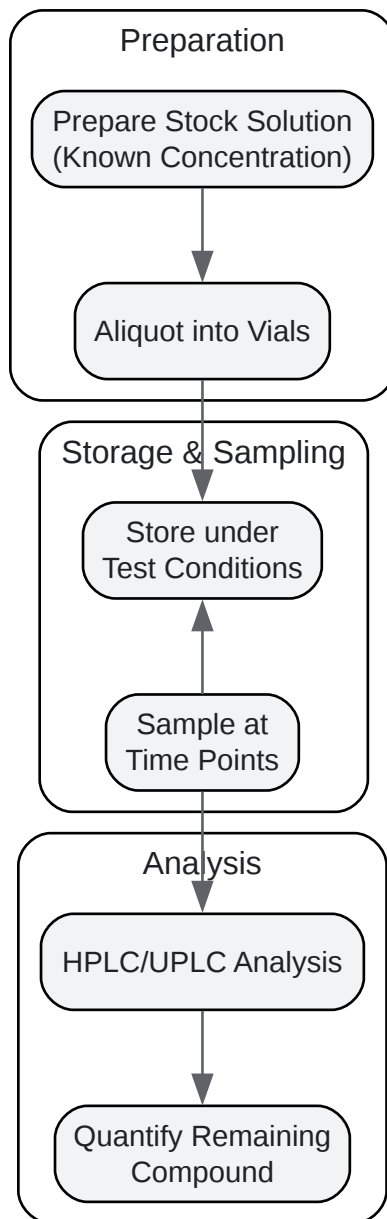 Preparation
Prepare Stock Solution
(Known Concentration)
Aliquot into Vials
Storage & Sampling
Store under
Test Conditions
Sample at
Time Points
Analysis
HPLC/UPLC Analysis
Quantify Remaining
Compound